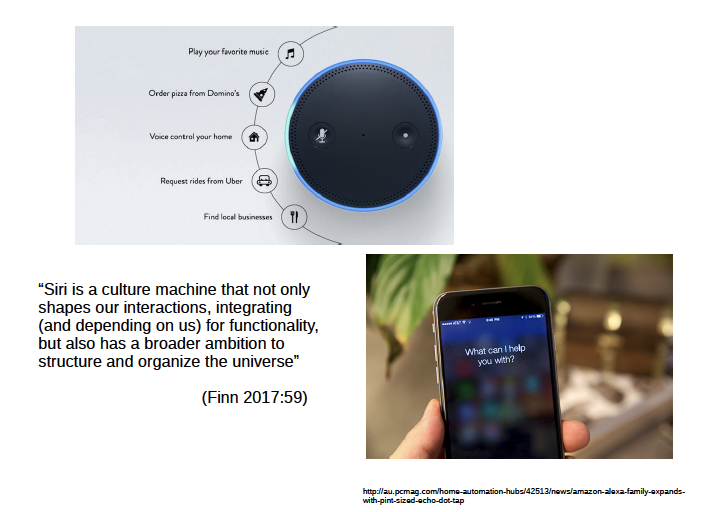 Play your favorite music
Order pizza from Domino's
Voice control your home
Request rides from Uber
Find local businesses
“Siri is a culture machine that not only
shapes our interactions, integrating
(and depending on us) for functionality,
but also has a broader ambition to
structure and organize the universe”
(Finn 2017:59)
AT&T
What can I help
you with?
http://au.pcmag.com/home-automation-hubs/42513/news/amazon-alexa-family-expands-
with-pint-sized-echo-dot-tap